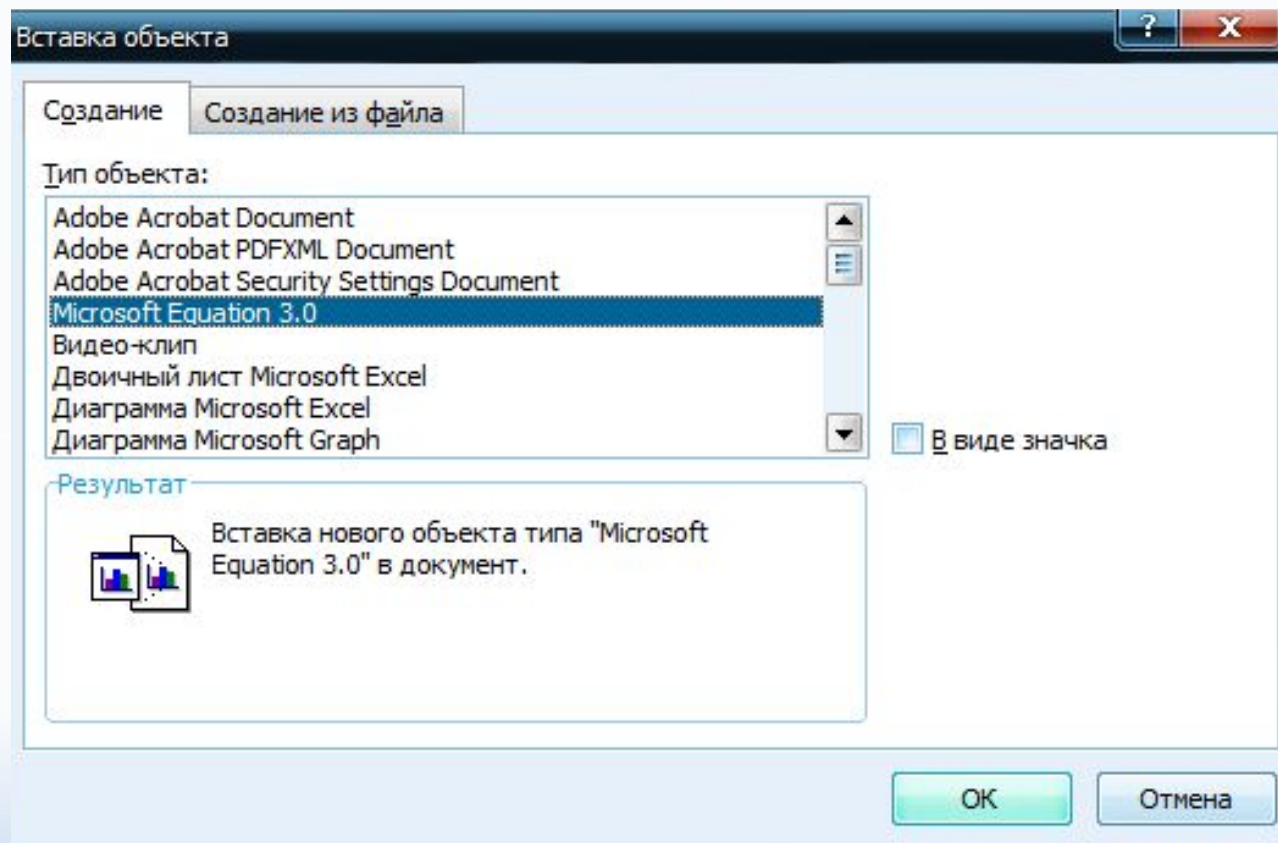 Вставка объекта
?
X
Создание
Создание из файла
Тип объекта:
Adobe Acrobat Document
Adobe Acrobat PDFXML Document
Adobe Acrobat Security Settings Document
Microsoft Equation 3.0
Видео-клип
Двоичный лист Microsoft Excel
Диаграмма Microsoft Excel
Диаграмма Microsoft Graph
В виде значка
Результат
Вставка нового объекта типа "Microsoft
Equation 3.0" в документ.
ОК
Отмена